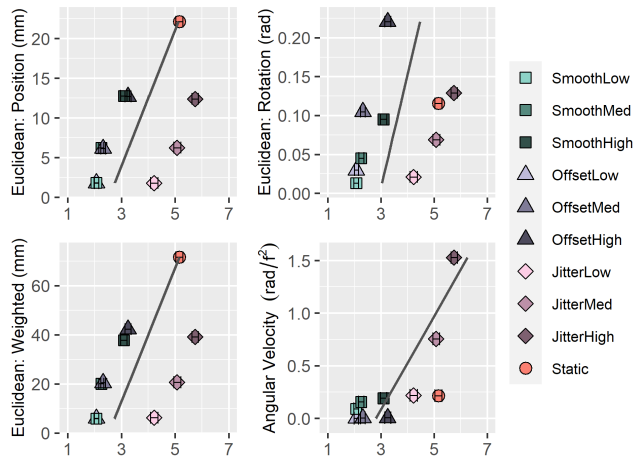 Euclidean: Position (mm)
20
15
10
5
0
1 3 5 7
Euclidean: Rotation (rad)
0.20
0.15
0.10
0.05
0.00
1 3 5 7
Euclidean: Weighted (mm)
60
40
20
0
1 3 5 7
Angular Velocity (rad/f²)
1.5
1.0
0.5
0.0
1 3 5 7
SmoothLow
SmoothMed
SmoothHigh
OffsetLow
OffsetMed
OffsetHigh
JitterLow
JitterMed
JitterHigh
Static